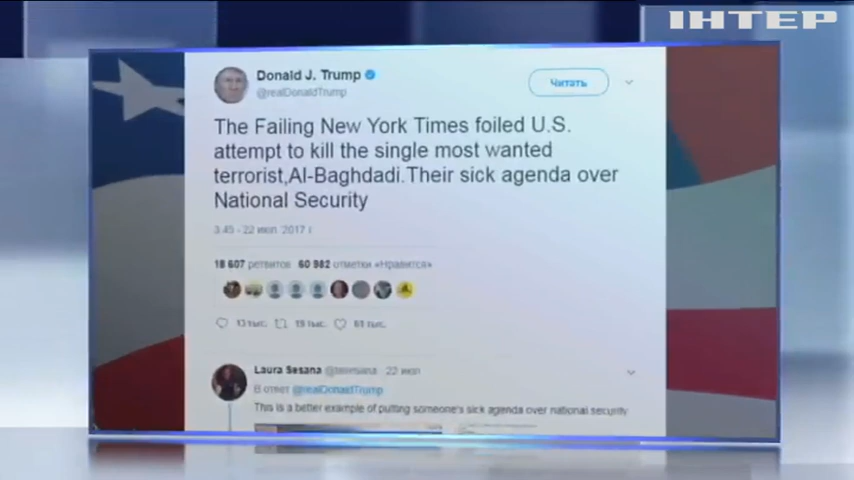 ІНТЕР
Donald J. Trump
@realDonaldTrump
Читать
The Failing New York Times foiled U.S.
attempt to kill the single most wanted
terrorist,Al-Baghdadi.Their sick agenda over
National Security
3:45 - 22 июл. 2017 г.
18 607 ретвитов 60 982 отметки «Нравится»
13 тыс. 19 тыс. 61 тыс.
Laura Sesana 22 июл.
В ответ @realDonaldTrump
This is a better example of putting someone's sick agenda over national security